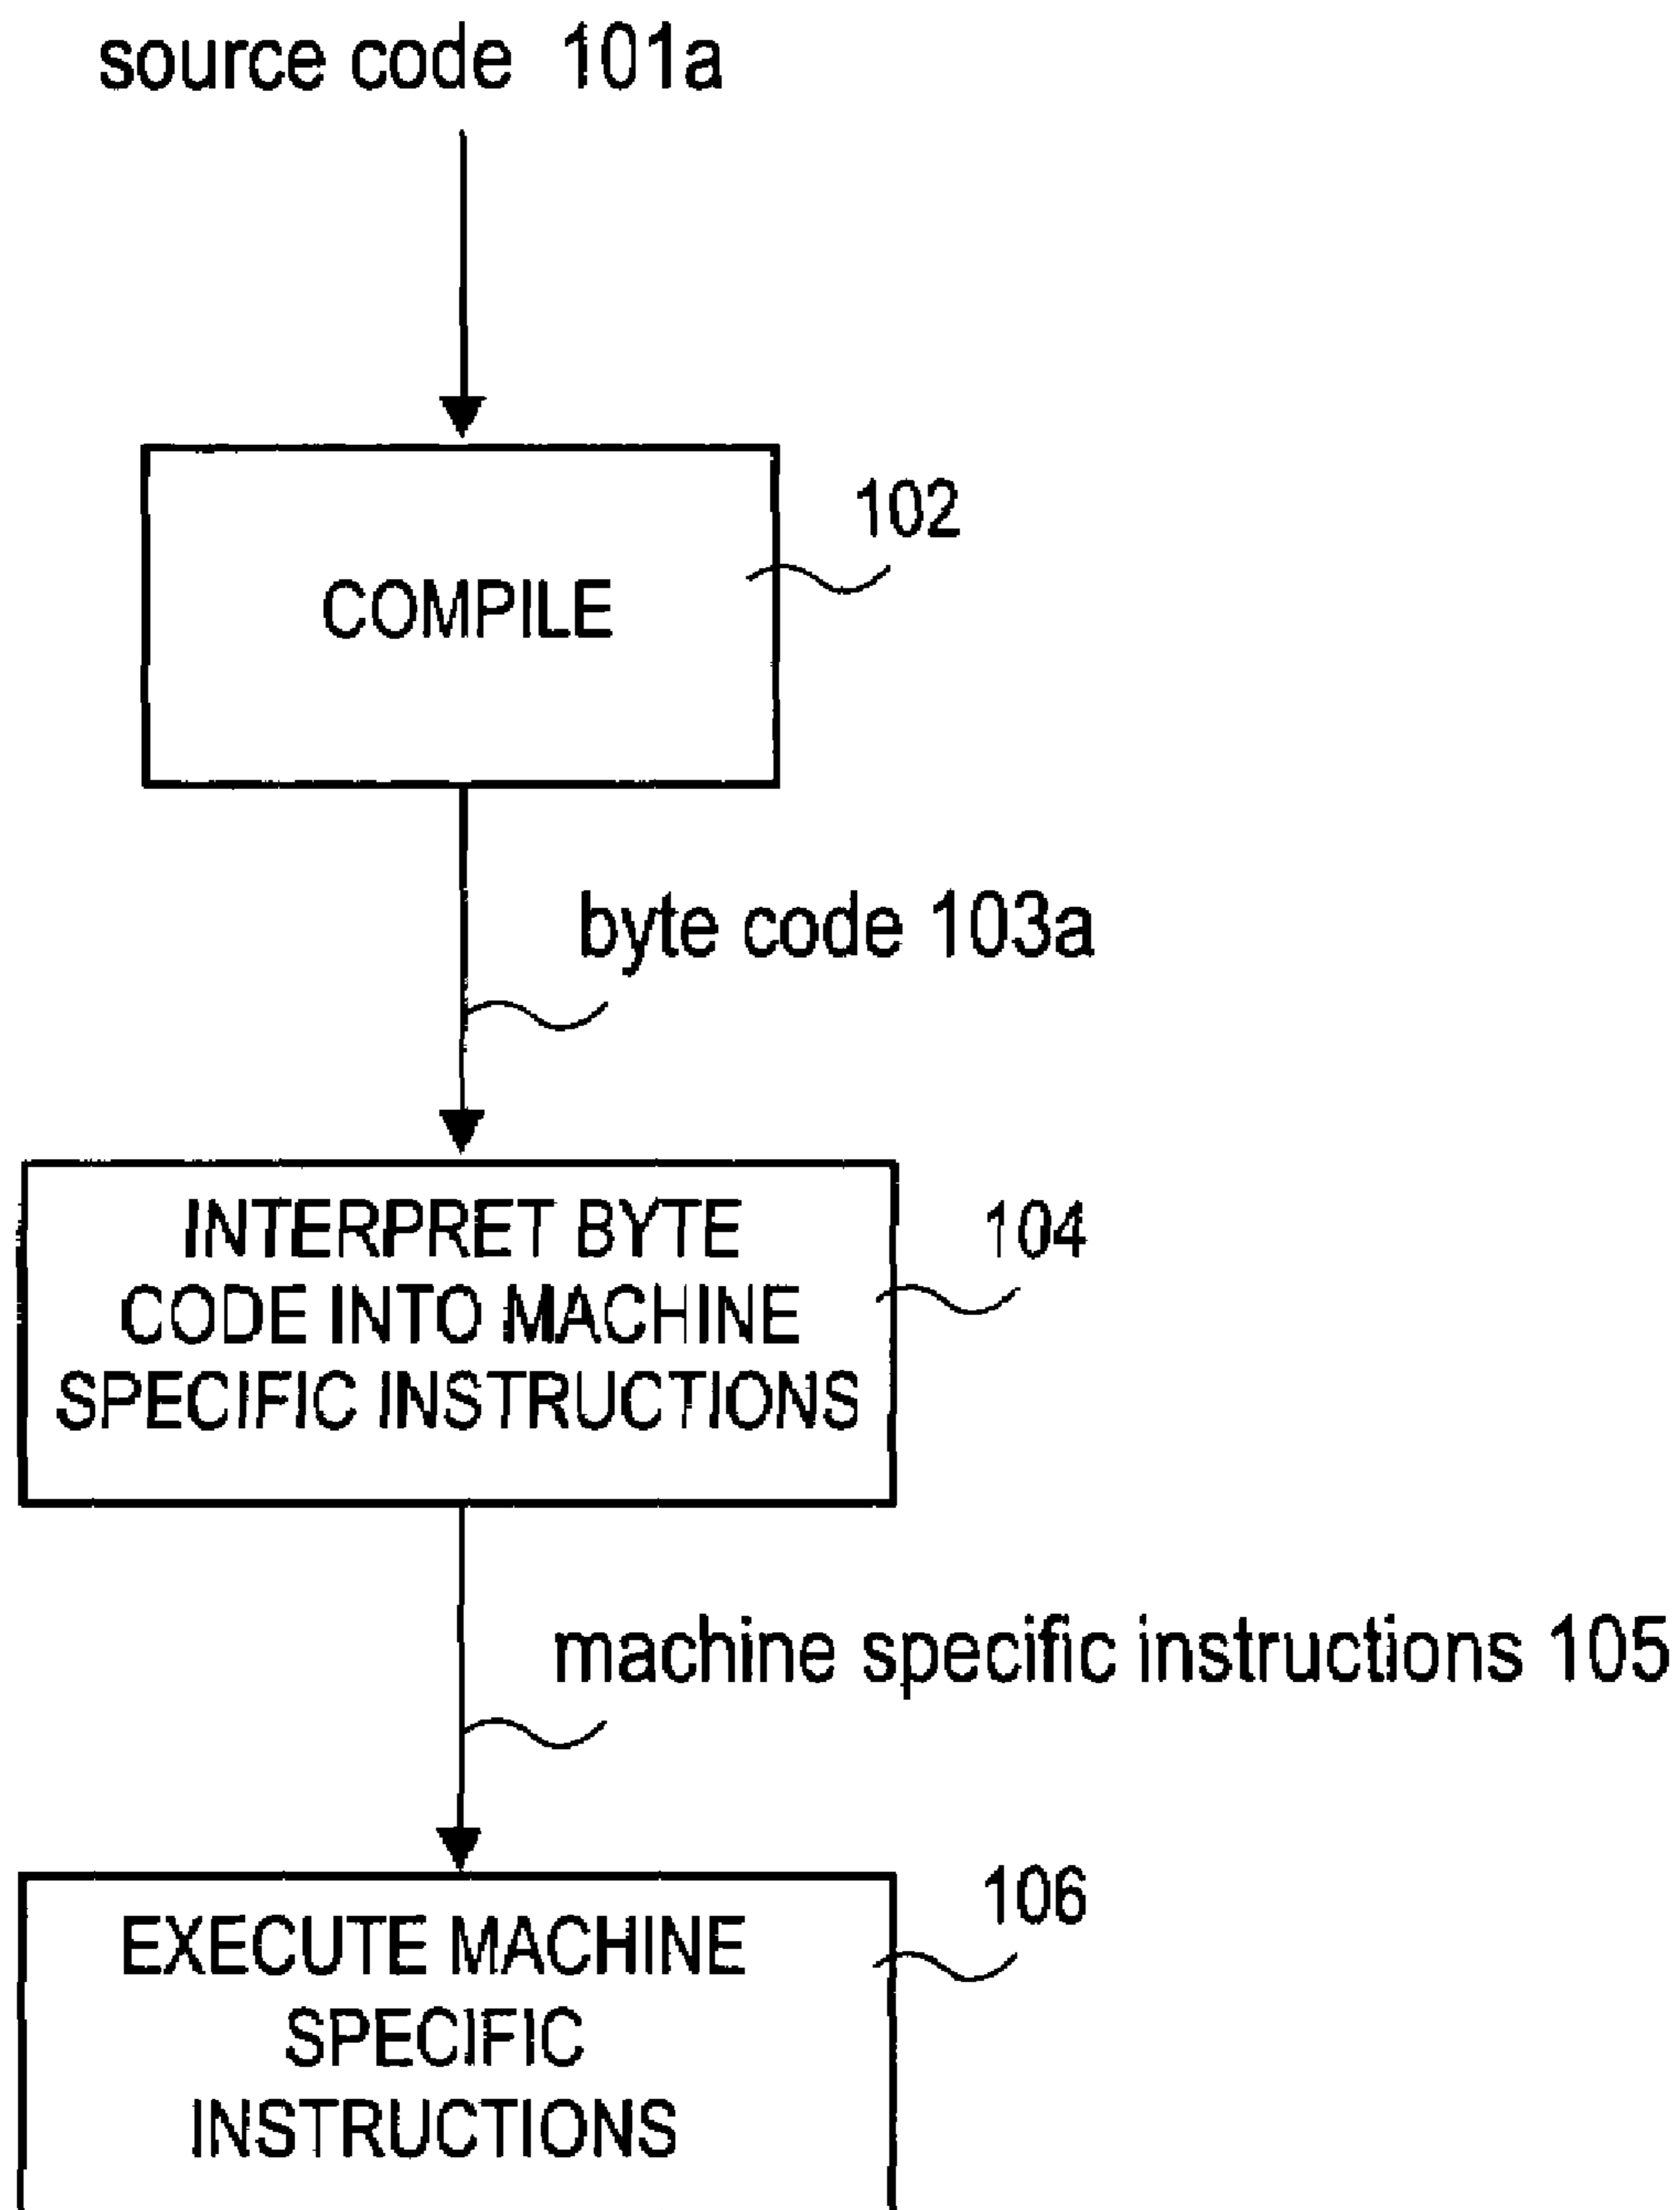 source code 101a
102
COMPILE
byte code 103a
INTERPRET BYTE
104
CODE INTO MACHINE
SPECIFIC INSTRUCTIONS
machine specific instructions 105
106
EXECUTE MACHINE
SPECIFIC
INSTRUCTIONS